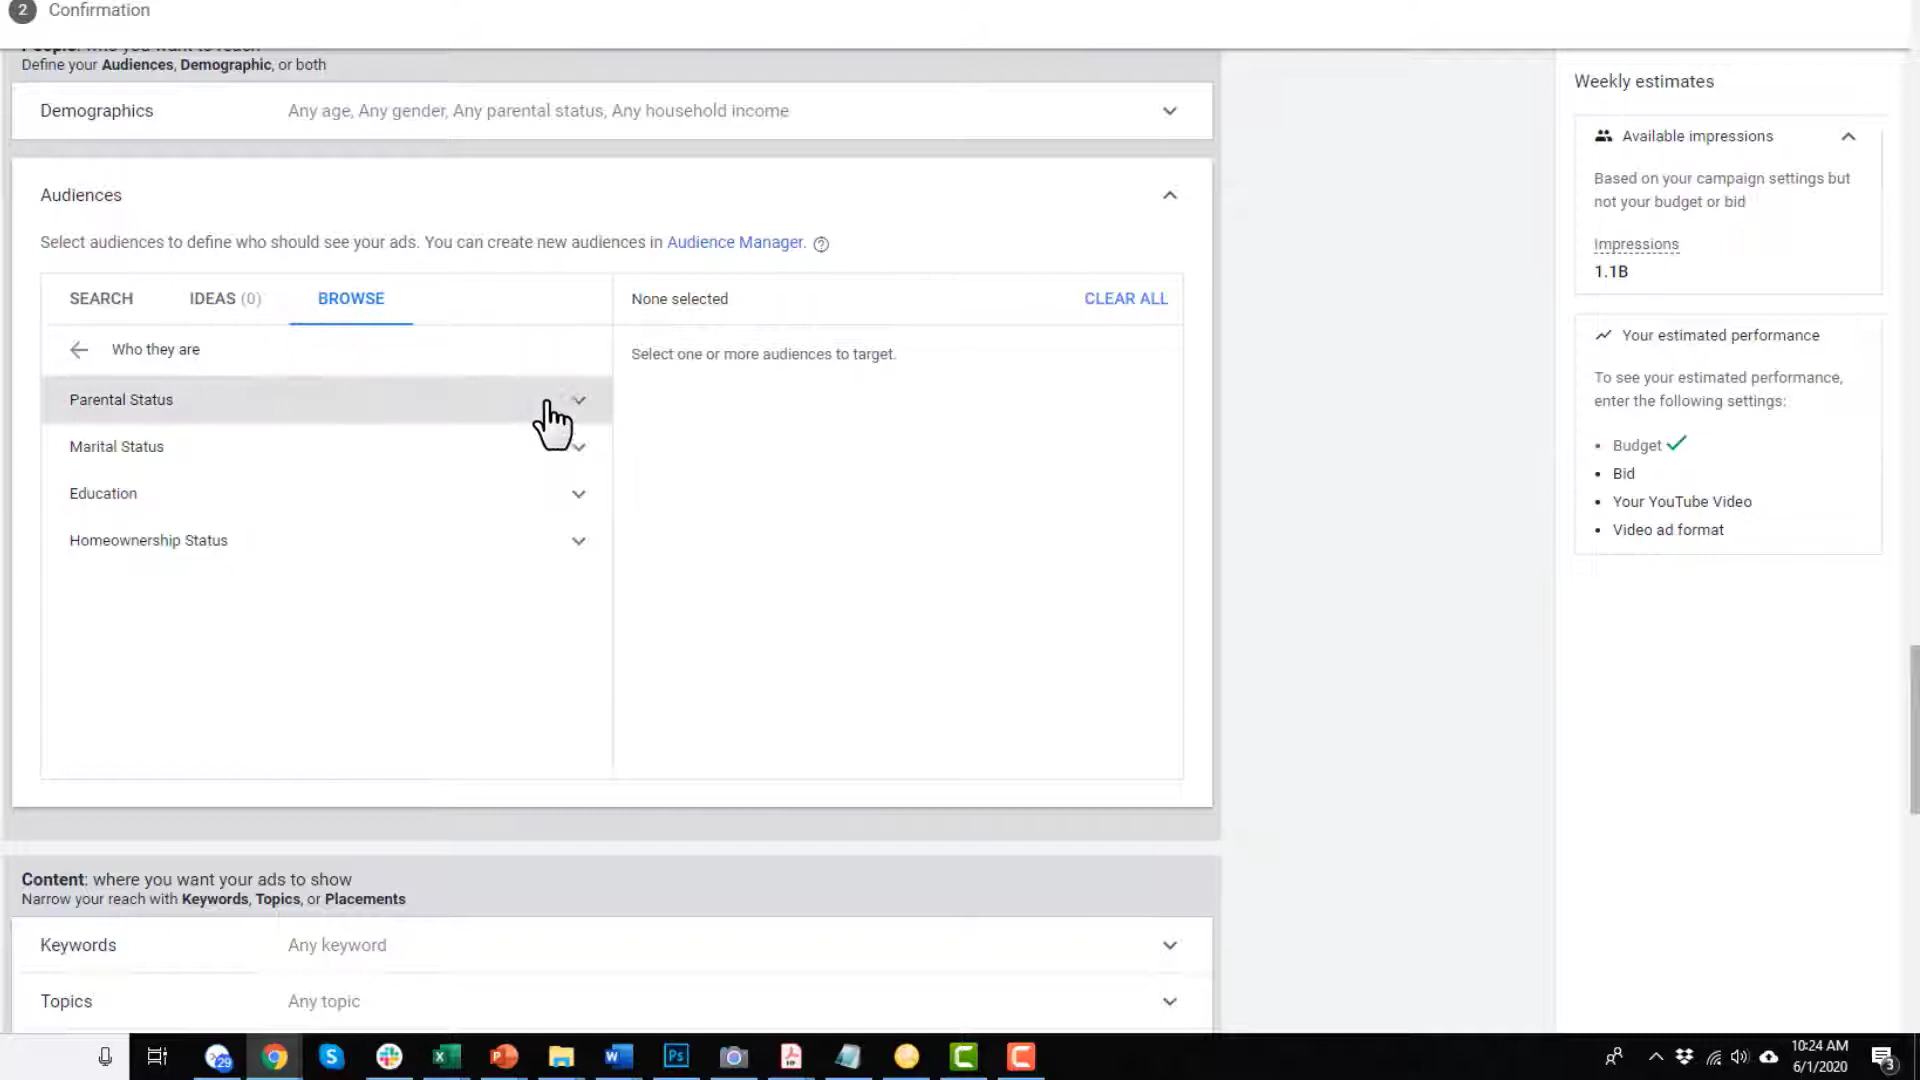 2 Confirmation
People: who you want to reach
Define your Audiences, Demographic, or both
Demographics Any age, Any gender, Any parental status, Any household income
Audiences
Select audiences to define who should see your ads. You can create new audiences in Audience Manager. ?
SEARCH IDEAS (0) BROWSE
Who they are
Parental Status
Marital Status
Education
Homeownership Status
None selected CLEAR ALL
Select one or more audiences to target.
Content: where you want your ads to show
Narrow your reach with Keywords, Topics, or Placements
Keywords Any keyword
Topics Any topic
Weekly estimates
Available impressions
Based on your campaign settings but
not your budget or bid
Impressions
1.1B
Your estimated performance
To see your estimated performance,
enter the following settings:
• Budget
• Bid
• Your YouTube Video
• Video ad format
29
S
X
P
W
Ps
C
C
10:24 AM
6/1/2020
3